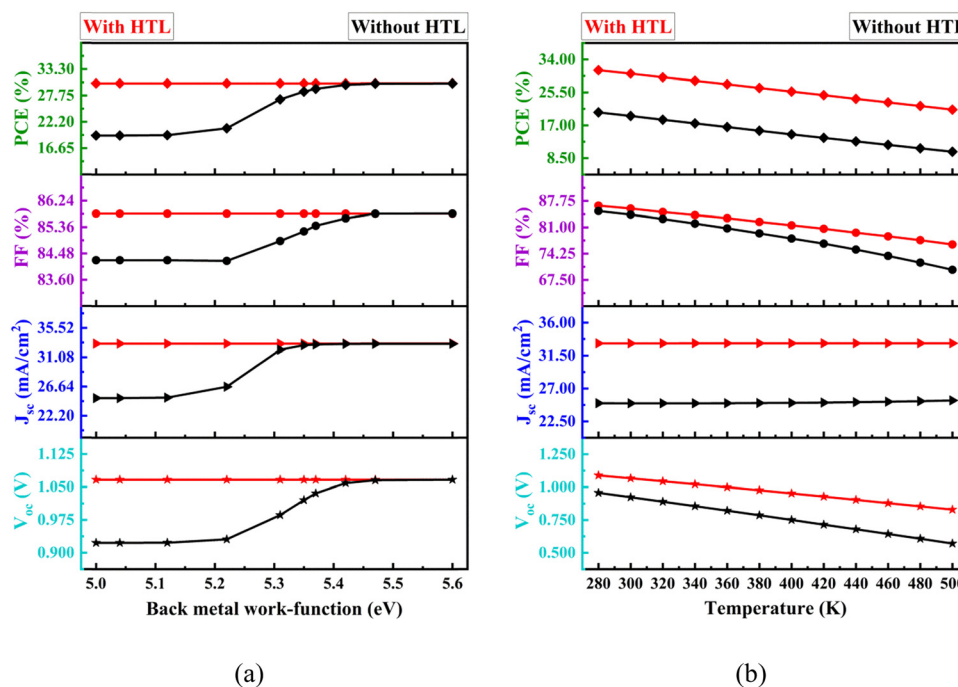 With HTL Without HTL
PCE (%)
33.30
27.75
22.20
16.65
FF (%)
86.24
85.36
84.48
83.60
Jsc (mA/cm2)
35.52
31.08
26.64
22.20
Voc (V)
1.125
1.050
0.975
0.900
5.0 5.1 5.2 5.3 5.4 5.5 5.6
Back metal work-function (eV)
(a)
With HTL Without HTL
PCE (%)
34.00
25.50
17.00
8.50
FF (%)
87.75
81.00
74.25
67.50
Jsc (mA/cm2)
36.00
31.50
27.00
22.50
Voc (V)
1.250
1.000
0.750
0.500
280 300 320 340 360 380 400 420 440 460 480 500
Temperature (K)
(b)